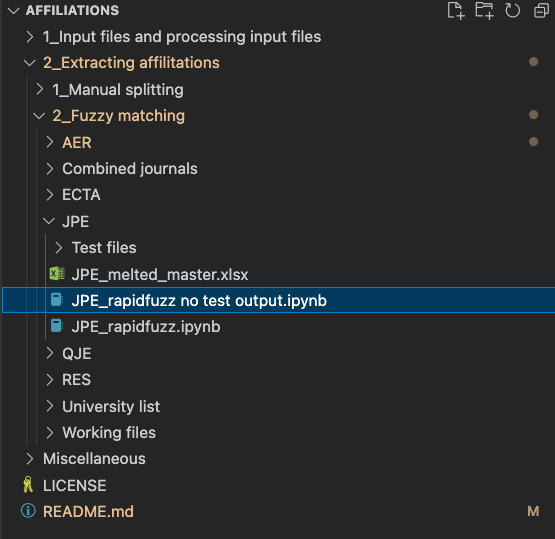 AFFILIATIONS
1_Input files and processing input files
2_Extracting affilitations
1_Manual splitting
2_Fuzzy matching
AER
Combined journals
ECTA
JPE
Test files
JPE_melted_master.xlsx
JPE_rapidfuzz no test output.ipynb
JPE_rapidfuzz.ipynb
QJE
RES
University list
Working files
Miscellaneous
LICENSE
README.md M